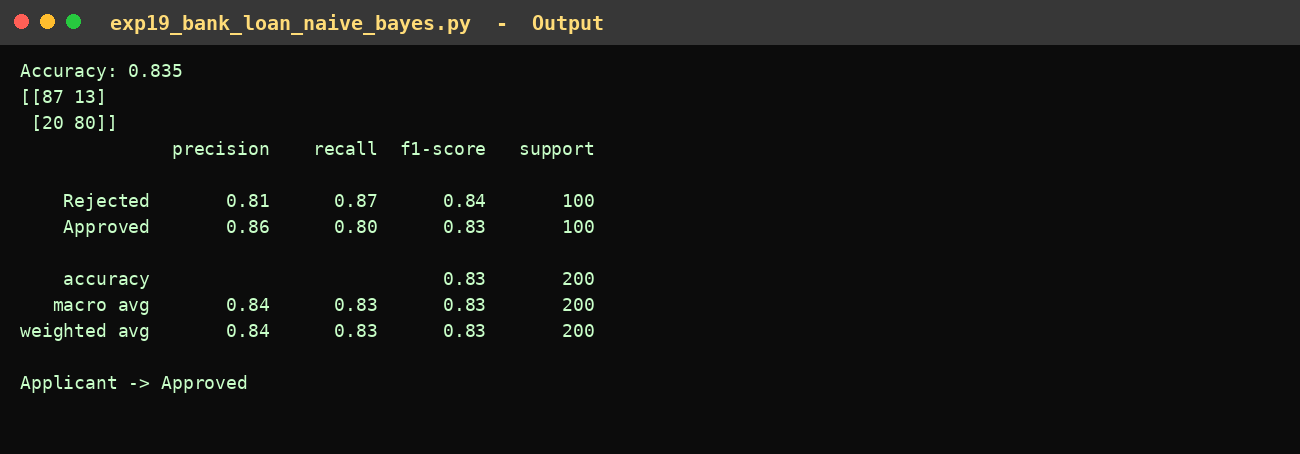 exp19_bank_loan_naive_bayes.py  -  Output
Accuracy: 0.835
[[87 13]
 [20 80]]
              precision    recall  f1-score   support
    Rejected       0.81      0.87      0.84       100
    Approved       0.86      0.80      0.83       100
    accuracy                           0.83       200
   macro avg       0.84      0.83      0.83       200
weighted avg       0.84      0.83      0.83       200
Applicant -> Approved